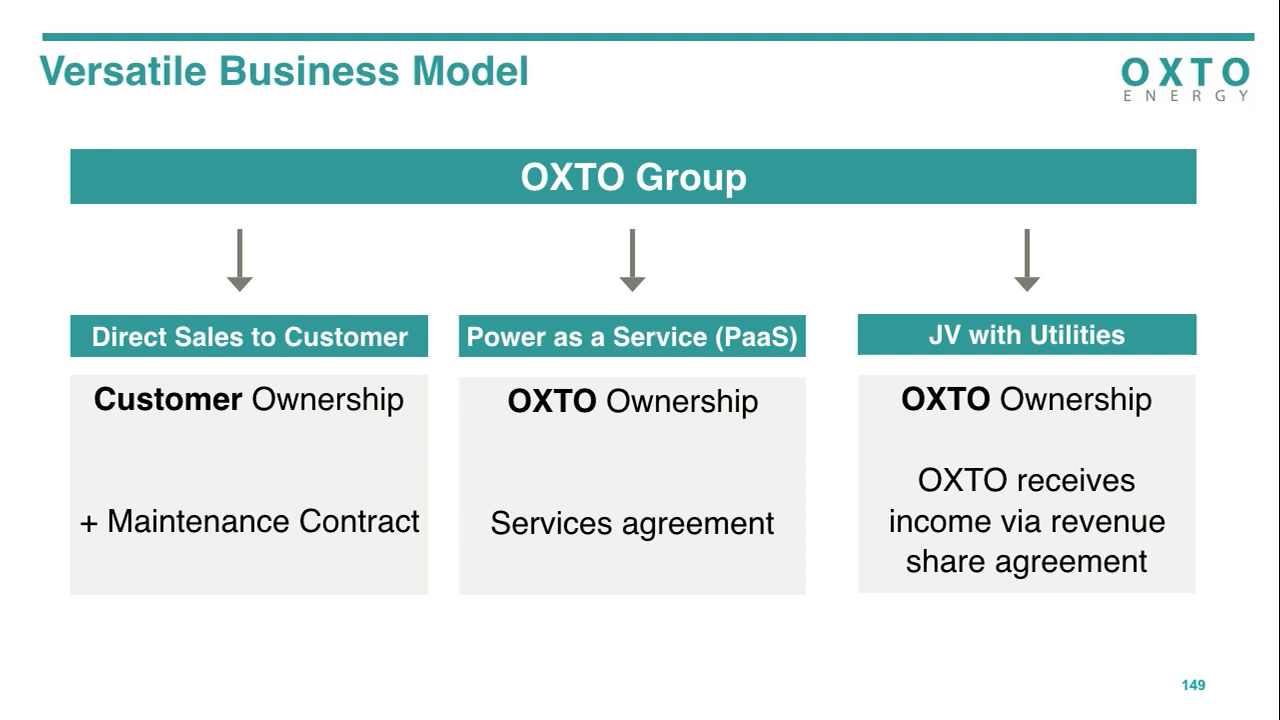 Versatile Business Model
OXTO
ENERGY
OXTO Group
Direct Sales to Customer
Customer Ownership
+ Maintenance Contract
Power as a Service (PaaS)
OXTO Ownership
Services agreement
JV with Utilities
OXTO Ownership
OXTO receives
income via revenue
share agreement
149